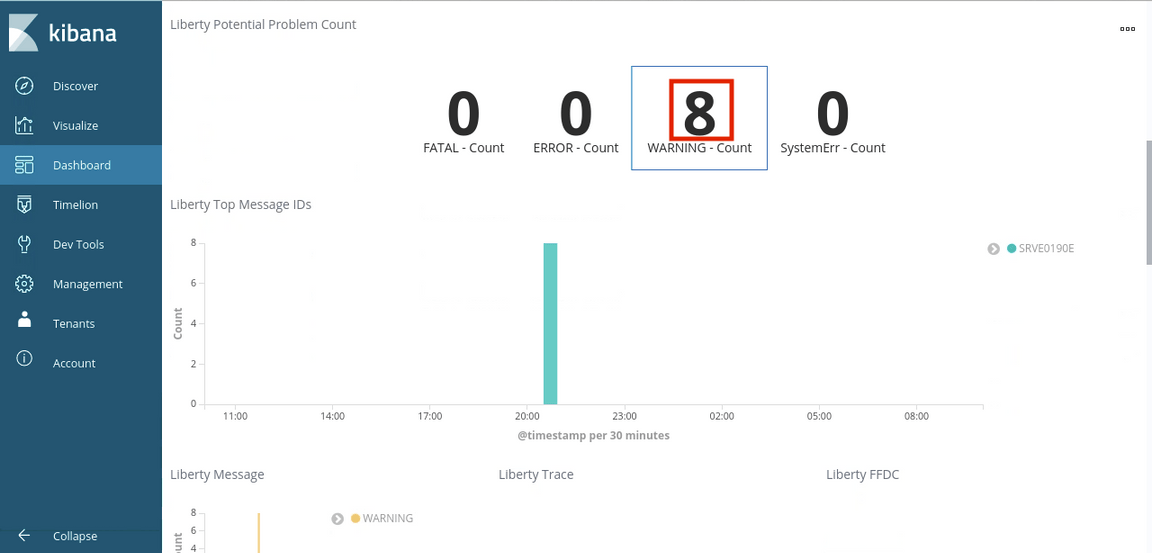 kibana
Discover
Visualize
Dashboard
Timelion
Dev Tools
Management
Tenants
Account
Collapse
Liberty Potential Problem Count
0 0 8 0
FATAL - Count ERROR - Count WARNING - Count SystemErr - Count
Liberty Top Message IDs
8
6
4
2
0
Count
11:00 14:00 17:00 20:00 23:00 02:00 05:00 08:00
@timestamp per 30 minutes
SRVE0190E
Liberty Message Liberty Trace Liberty FFDC
8
6
4
WARNING